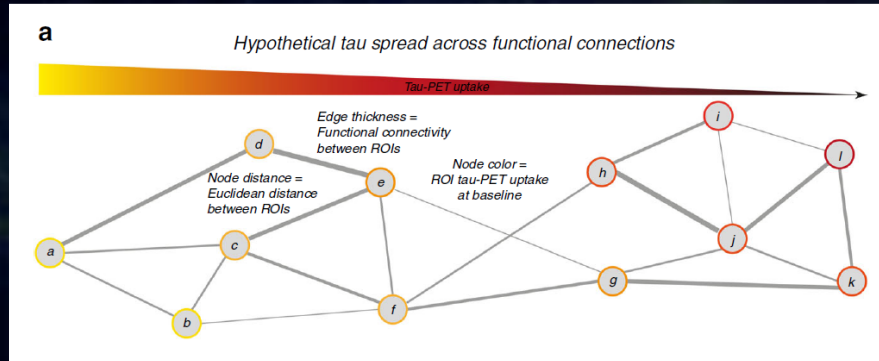 a
Hypothetical tau spread across functional connections
Tau-PET uptake
Edge thickness =
Functional connectivity
between ROIs
Node distance =
Euclidean distance
between ROIs
Node color =
ROI tau-PET uptake
at baseline
a
b
c
d
e
f
g
h
i
j
k
l